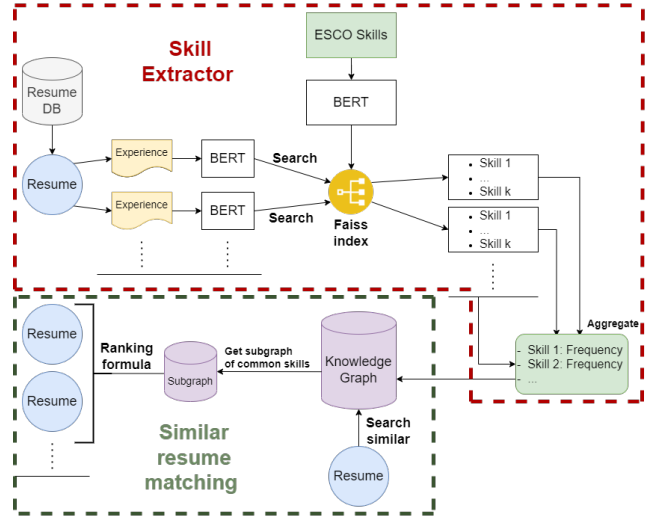 ESCO Skills
Skill
Extractor
Resume
DB
BERT
Experience
BERT
Search
Skill 1
...
Skill k
Resume
Experience
BERT
Search
Faiss
index
Skill 1
...
Skill k
Aggregate
- Skill 1: Frequency
- Skill 2: Frequency
- ...
Resume
Ranking
formula
Subgraph
Get subgraph
of common skills
Knowledge
Graph
Resume
Search
similar
Similar
resume
matching
Resume